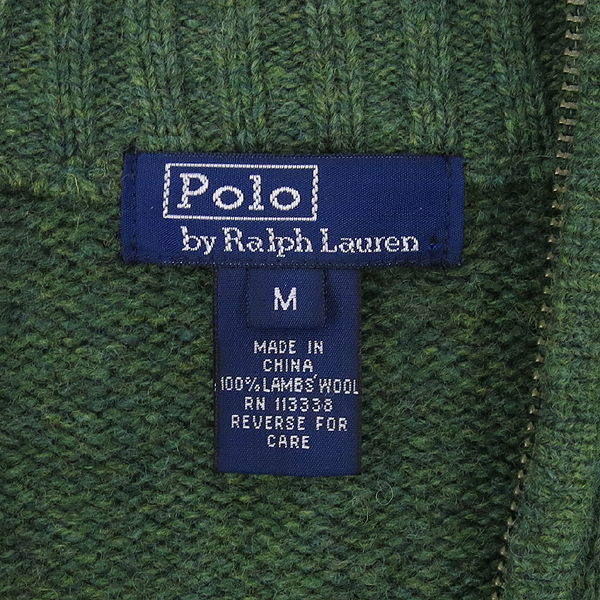 Polo
by Ralph Lauren
M
MADE IN
CHINA
100% LAMBS' WOOL
RN 113338
REVERSE FOR
CARE